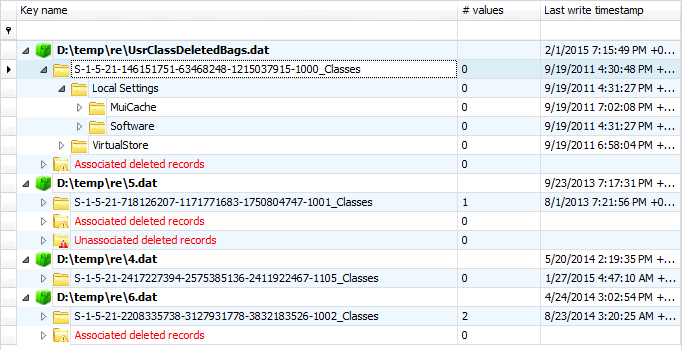 Key name # values Last write timestamp
D:\temp\re\UsrClassDeletedBags.dat 2/1/2015 7:15:49 PM +0...
S-1-5-21-146151751-63468248-1215037915-1000_Classes 0 9/19/2011 4:30:48 PM +...
Local Settings 0 9/19/2011 4:31:27 PM +...
MuiCache 0 9/19/2011 7:02:08 PM +...
Software 0 9/19/2011 4:31:27 PM +...
VirtualStore 0 9/19/2011 6:58:04 PM +...
Associated deleted records 0
D:\temp\re\5.dat 9/23/2013 7:17:31 PM +...
S-1-5-21-718126207-1171771683-1750804747-1001_Classes 1 8/1/2013 7:21:56 PM +0...
Associated deleted records 0
Unassociated deleted records 0
D:\temp\re\4.dat 5/20/2014 2:19:35 PM +...
S-1-5-21-2417227394-2575385136-2411922467-1105_Classes 0 1/27/2015 4:47:10 AM +...
D:\temp\re\6.dat 4/24/2014 3:02:54 PM +...
S-1-5-21-2208335738-3127931778-3832183526-1002_Classes 2 8/23/2014 3:20:25 AM +...
Associated deleted records 0